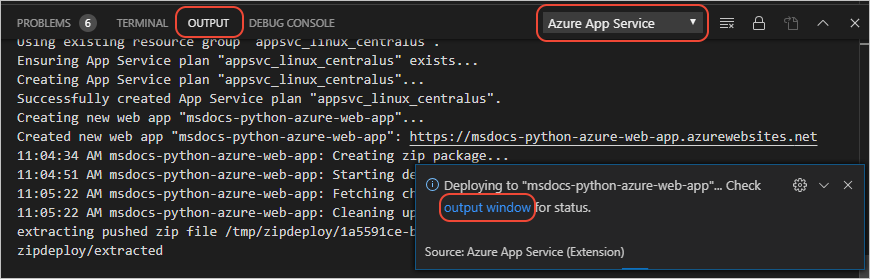 PROBLEMS 6 TERMINAL OUTPUT DEBUG CONSOLE Azure App Service
Using existing resource group "appsvc_linux_centralus".
Ensuring App Service plan "appsvc_linux_centralus" exists...
Creating App Service plan "appsvc_linux_centralus"...
Successfully created App Service plan "appsvc_linux_centralus".
Creating new web app "msdocs-python-azure-web-app"...
Created new web app "msdocs-python-azure-web-app": https://msdocs-python-azure-web-app.azurewebsites.net
11:04:34 AM msdocs-python-azure-web-app: Creating zip package...
11:04:51 AM msdocs-python-azure-web-app: Starting de
11:05:22 AM msdocs-python-azure-web-app: Fetching ch
11:05:22 AM msdocs-python-azure-web-app: Cleaning up
extracting pushed zip file /tmp/zipdeploy/1a5591ce-b
zipdeploy/extracted
Deploying to "msdocs-python-azure-web-app"... Check
output window for status.
Source: Azure App Service (Extension)